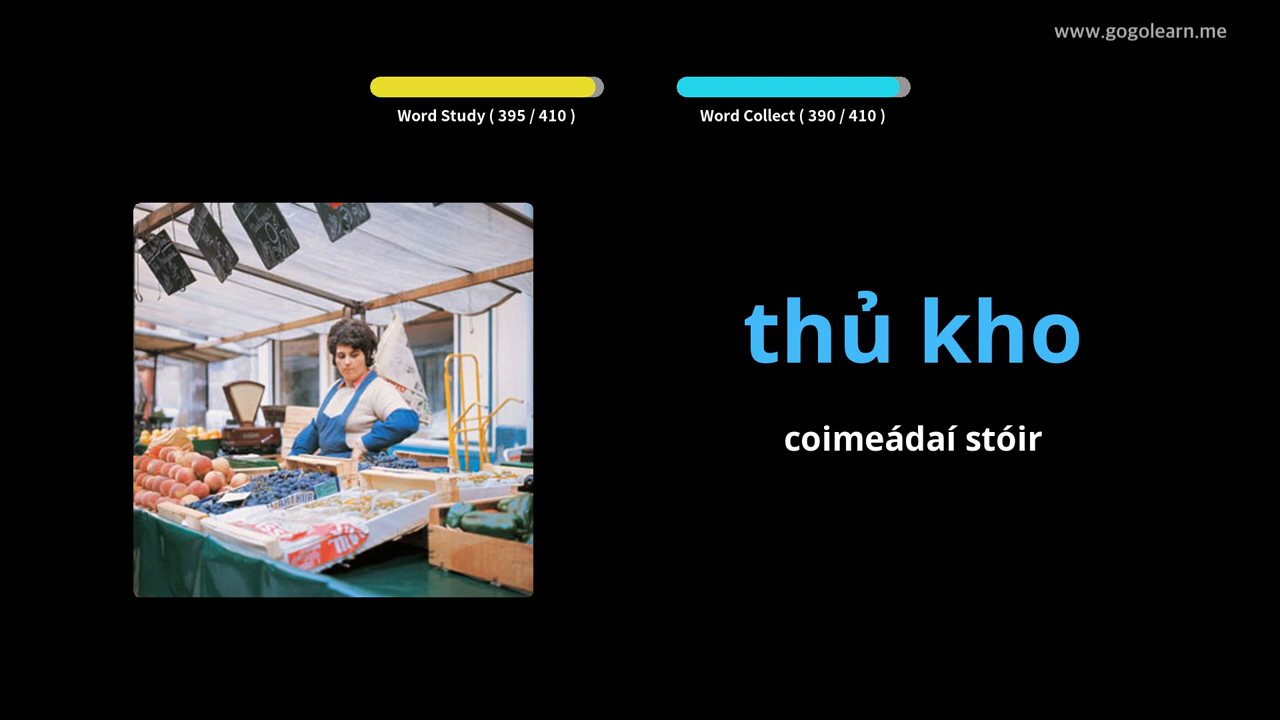 www.gogolearn.me
Word Study ( 395 / 410 )
Word Collect ( 390 / 410 )
thủ kho
coimeádaí stóir